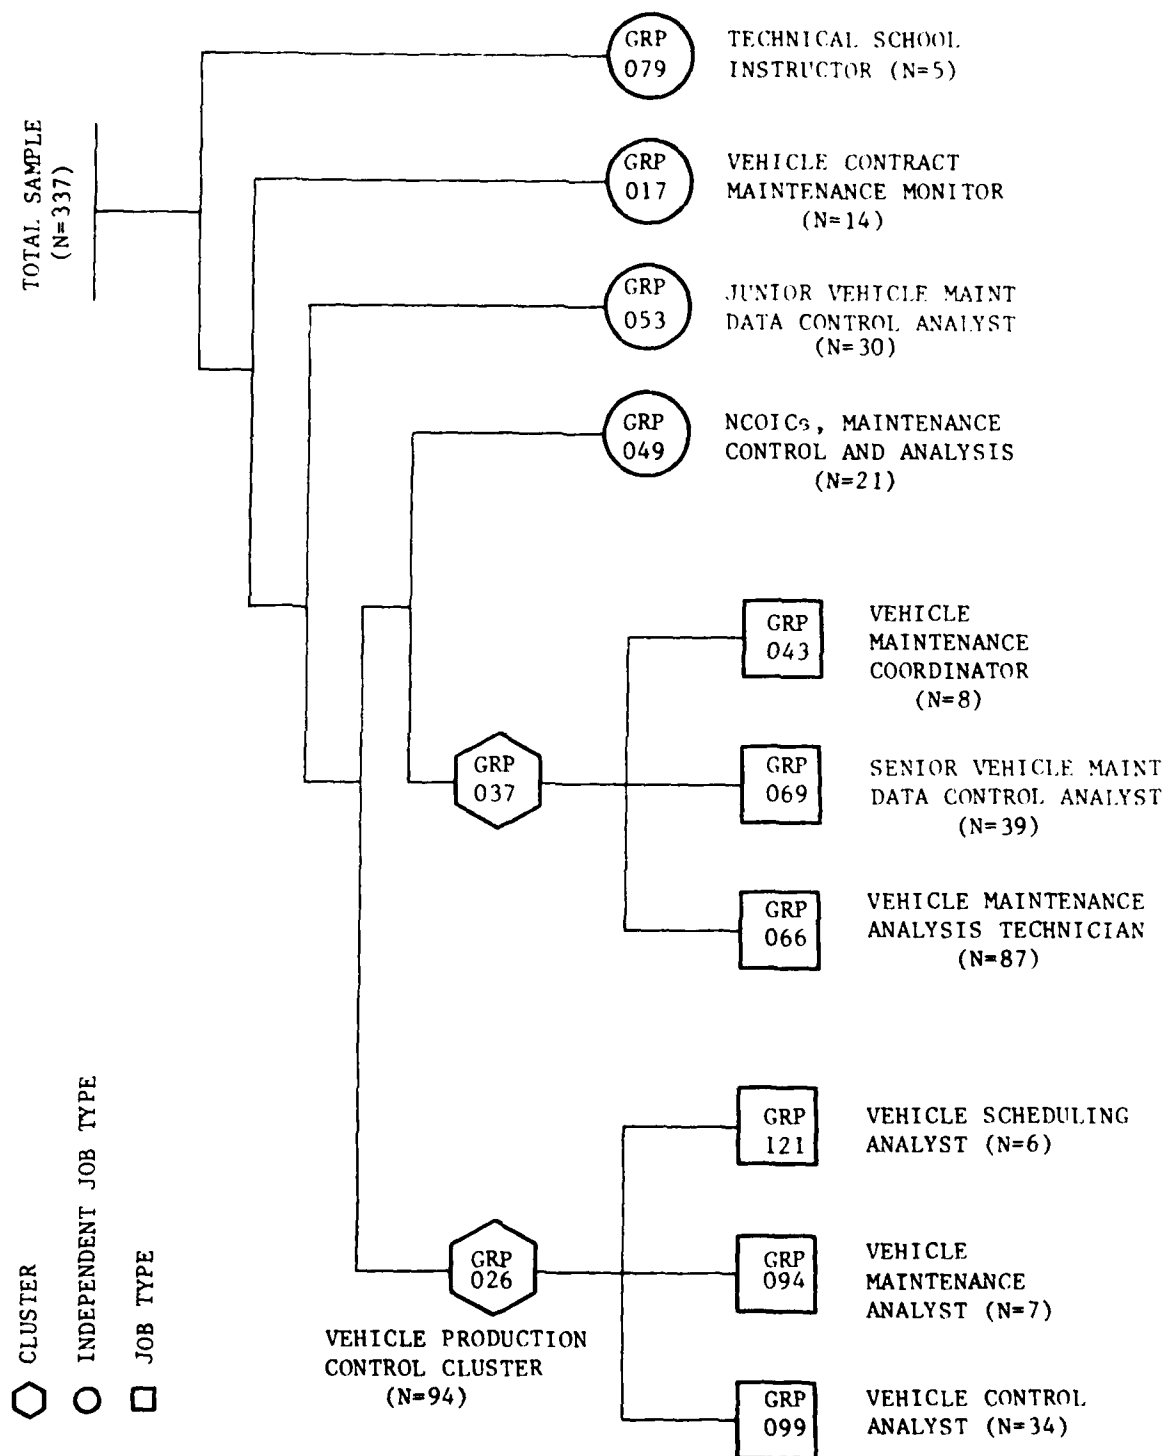 TOTAL SAMPLE
(N=337)
GRP
079
TECHNICAL SCHOOL
INSTRUCTOR (N=5)
GRP
017
VEHICLE CONTRACT
MAINTENANCE MONITOR
(N=14)
GRP
053
JUNIOR VEHICLE MAINT
DATA CONTROL ANALYST
(N=30)
GRP
049
NCOICs, MAINTENANCE
CONTROL AND ANALYSIS
(N=21)
GRP
043
VEHICLE
MAINTENANCE
COORDINATOR
(N=8)
GRP
037
GRP
069
SENIOR VEHICLE MAINT
DATA CONTROL ANALYST
(N=39)
GRP
066
VEHICLE MAINTENANCE
ANALYSIS TECHNICIAN
(N=87)
GRP
121
VEHICLE SCHEDULING
ANALYST (N=6)
GRP
026
VEHICLE PRODUCTION
CONTROL CLUSTER
(N=94)
GRP
094
VEHICLE
MAINTENANCE
ANALYST (N=7)
GRP
099
VEHICLE CONTROL
ANALYST (N=34)
CLUSTER
INDEPENDENT JOB TYPE
JOB TYPE